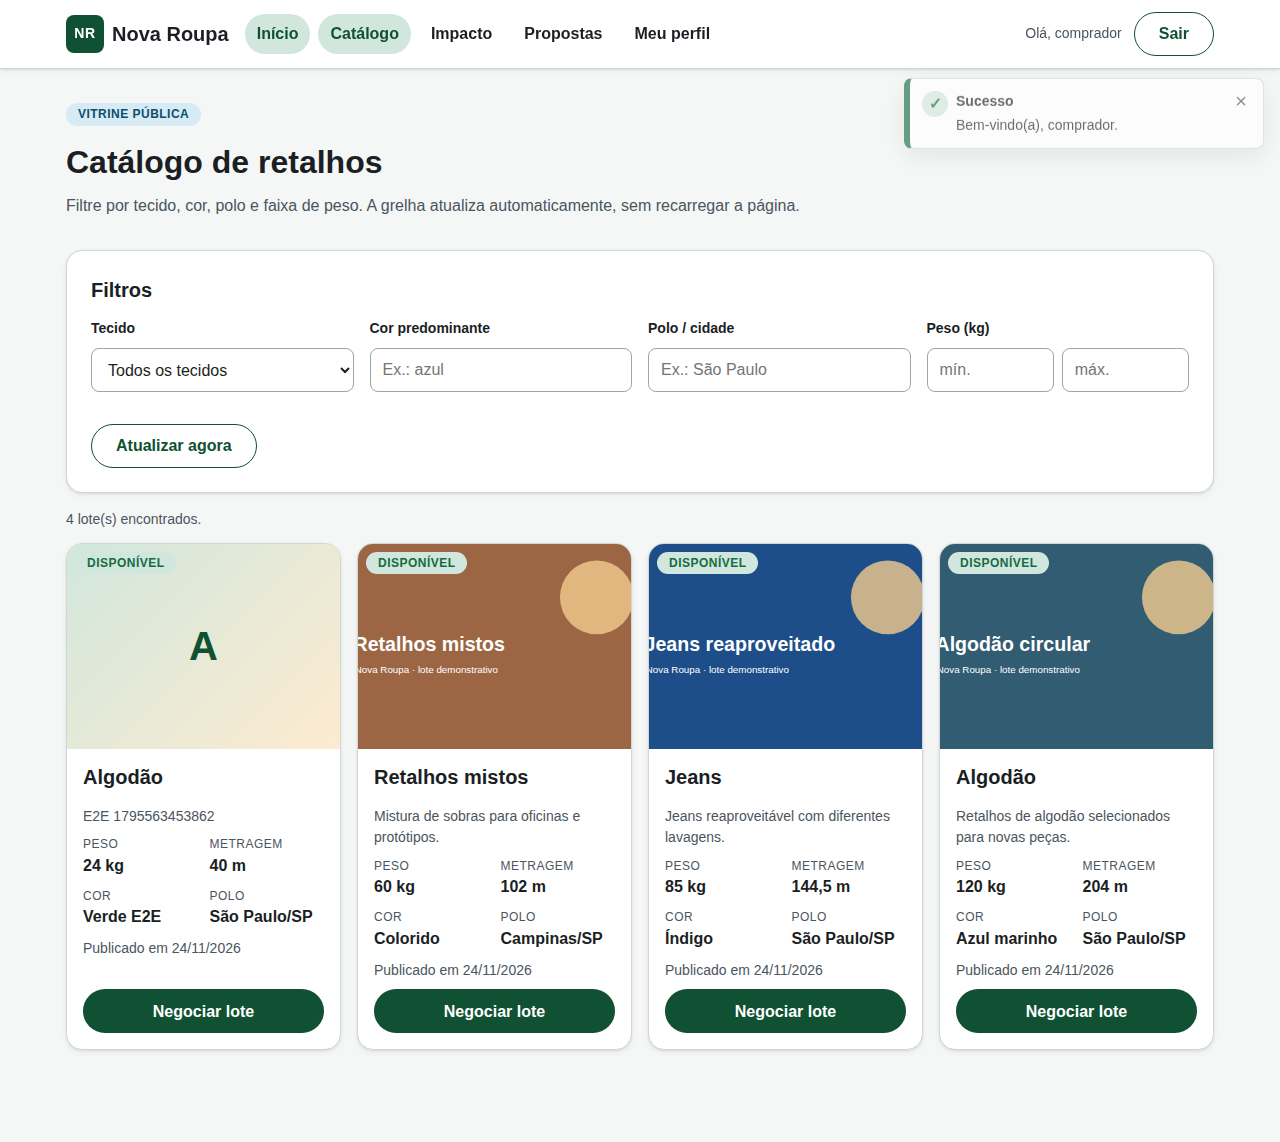 NR Nova Roupa Início Catálogo Impacto Propostas Meu perfil Olá, comprador Sair
✓ Sucesso ×
Bem-vindo(a), comprador.
VITRINE PÚBLICA
Catálogo de retalhos
Filtre por tecido, cor, polo e faixa de peso. A grelha atualiza automaticamente, sem recarregar a página.
Filtros
Tecido Cor predominante Polo / cidade Peso (kg)
Todos os tecidos Ex.: azul Ex.: São Paulo mín. máx.
Atualizar agora
4 lote(s) encontrados.
DISPONÍVEL
A
Algodão
E2E 1795563453862
PESO METRAGEM
24 kg 40 m
COR POLO
Verde E2E São Paulo/SP
Publicado em 24/11/2026
Negociar lote
DISPONÍVEL
Retalhos mistos
Nova Roupa · lote demonstrativo
Retalhos mistos
Mistura de sobras para oficinas e
protótipos.
PESO METRAGEM
60 kg 102 m
COR POLO
Colorido Campinas/SP
Publicado em 24/11/2026
Negociar lote
DISPONÍVEL
Jeans reaproveitado
Nova Roupa · lote demonstrativo
Jeans
Jeans reaproveitável com diferentes
lavagens.
PESO METRAGEM
85 kg 144,5 m
COR POLO
Índigo São Paulo/SP
Publicado em 24/11/2026
Negociar lote
DISPONÍVEL
Algodão circular
Nova Roupa · lote demonstrativo
Algodão
Retalhos de algodão selecionados
para novas peças.
PESO METRAGEM
120 kg 204 m
COR POLO
Azul marinho São Paulo/SP
Publicado em 24/11/2026
Negociar lote